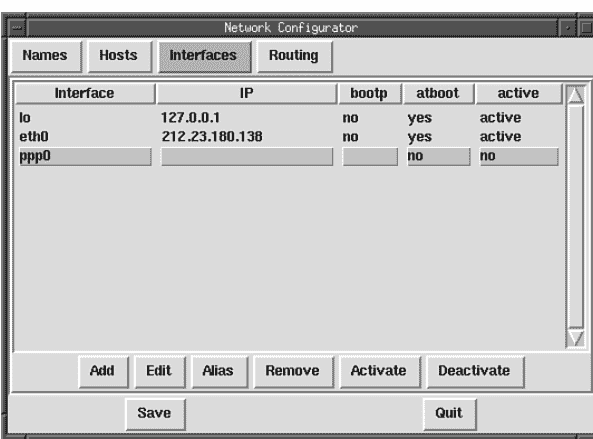 Network Configurator
Names Hosts Interfaces Routing
Interface IP bootp atboot active
lo 127.0.0.1 no yes active
eth0 212.23.180.138 no yes active
ppp0 no no
Add Edit Alias Remove Activate Deactivate
Save Quit